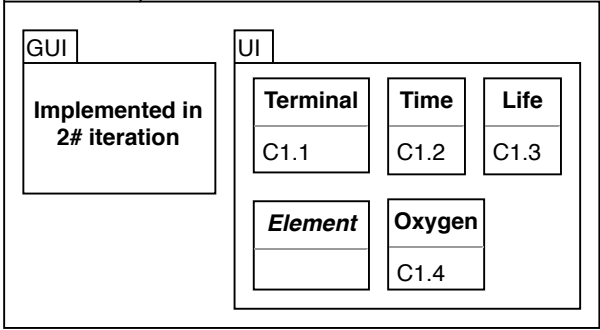 GUI
Implemented in
2# iteration
UI
Terminal
C1.1
Time
C1.2
Life
C1.3
Element
Oxygen
C1.4